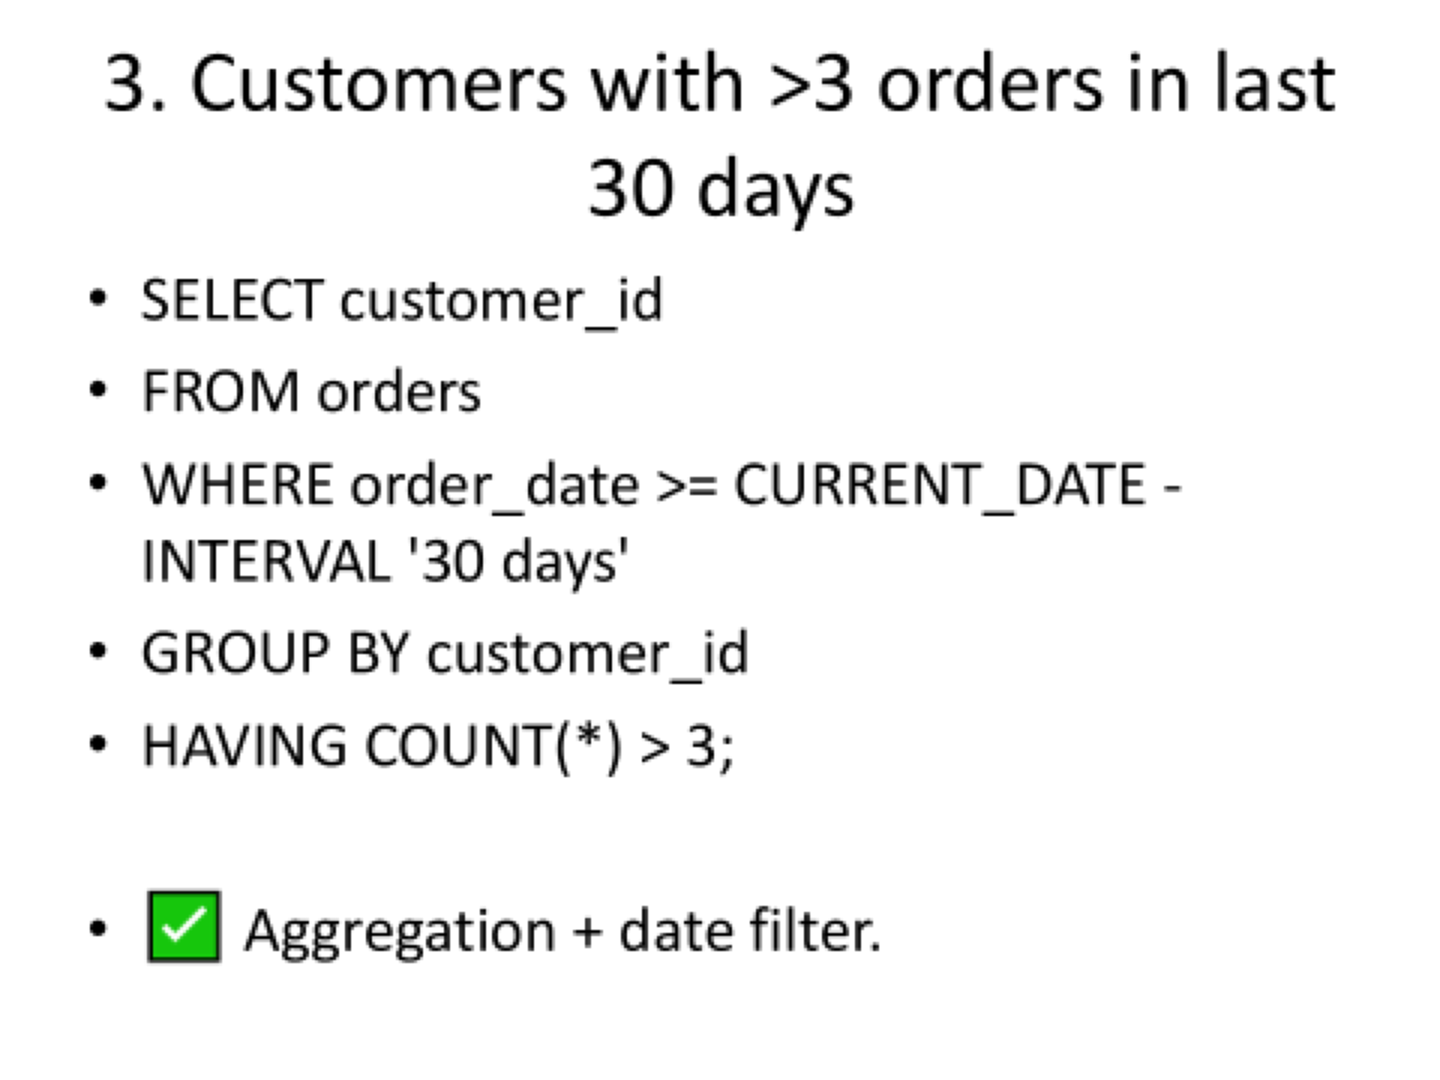 3. Customers with >3 orders in last
30 days
• SELECT customer_id
• FROM orders
• WHERE order_date >= CURRENT_DATE -
INTERVAL '30 days'
• GROUP BY customer_id
• HAVING COUNT(*) > 3;
• ✅ Aggregation + date filter.